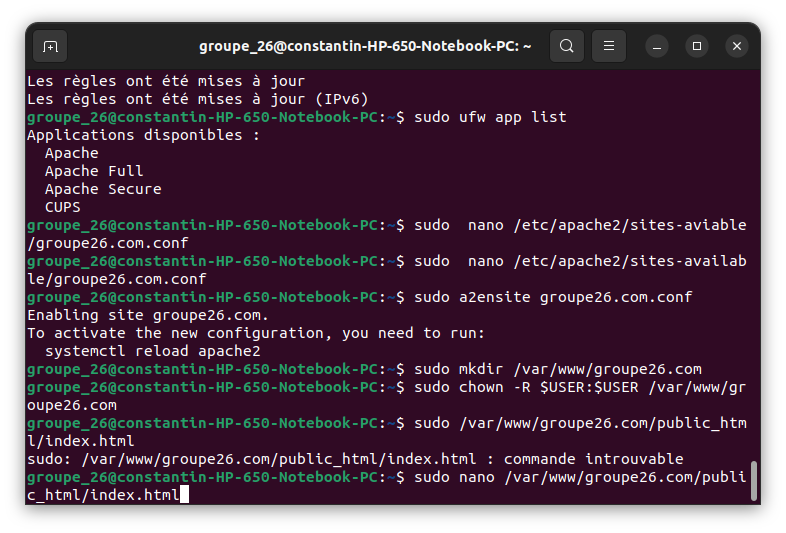 groupe_26@constantin-HP-650-Notebook-PC: ~
Les règles ont été mises à jour
Les règles ont été mises à jour (IPv6)
groupe_26@constantin-HP-650-Notebook-PC:~$ sudo ufw app list
Applications disponibles :
  Apache
  Apache Full
  Apache Secure
  CUPS
groupe_26@constantin-HP-650-Notebook-PC:~$ sudo  nano /etc/apache2/sites-aviable
/groupe26.com.conf
groupe_26@constantin-HP-650-Notebook-PC:~$ sudo  nano /etc/apache2/sites-availab
le/groupe26.com.conf
groupe_26@constantin-HP-650-Notebook-PC:~$ sudo a2ensite groupe26.com.conf
Enabling site groupe26.com.
To activate the new configuration, you need to run:
  systemctl reload apache2
groupe_26@constantin-HP-650-Notebook-PC:~$ sudo mkdir /var/www/groupe26.com
groupe_26@constantin-HP-650-Notebook-PC:~$ sudo chown -R $USER:$USER /var/www/gr
oupe26.com
groupe_26@constantin-HP-650-Notebook-PC:~$ sudo /var/www/groupe26.com/public_htm
l/index.html
sudo: /var/www/groupe26.com/public_html/index.html : commande introuvable
groupe_26@constantin-HP-650-Notebook-PC:~$ sudo nano /var/www/groupe26.com/publi
c_html/index.html